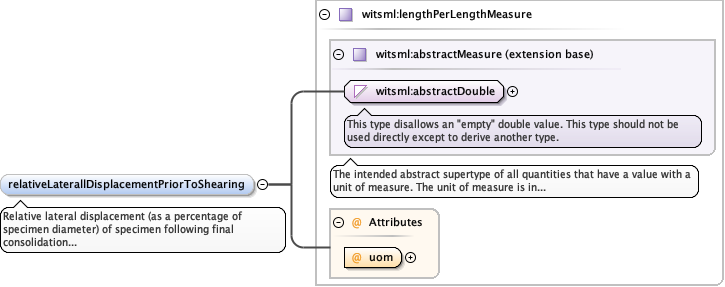 witsml:lengthPerLengthMeasure
witsml:abstractMeasure (extension base)
witsml:abstractDouble
This type disallows an "empty" double value. This type should not be
used directly except to derive another type.
The intended abstract supertype of all quantities that have a value with a
unit of measure. The unit of measure is in...
relativeLaterallDisplacementPriorToShearing
Relative lateral displacement (as a percentage of
specimen diameter) of specimen following final
consolidation...
@ Attributes
@ uom